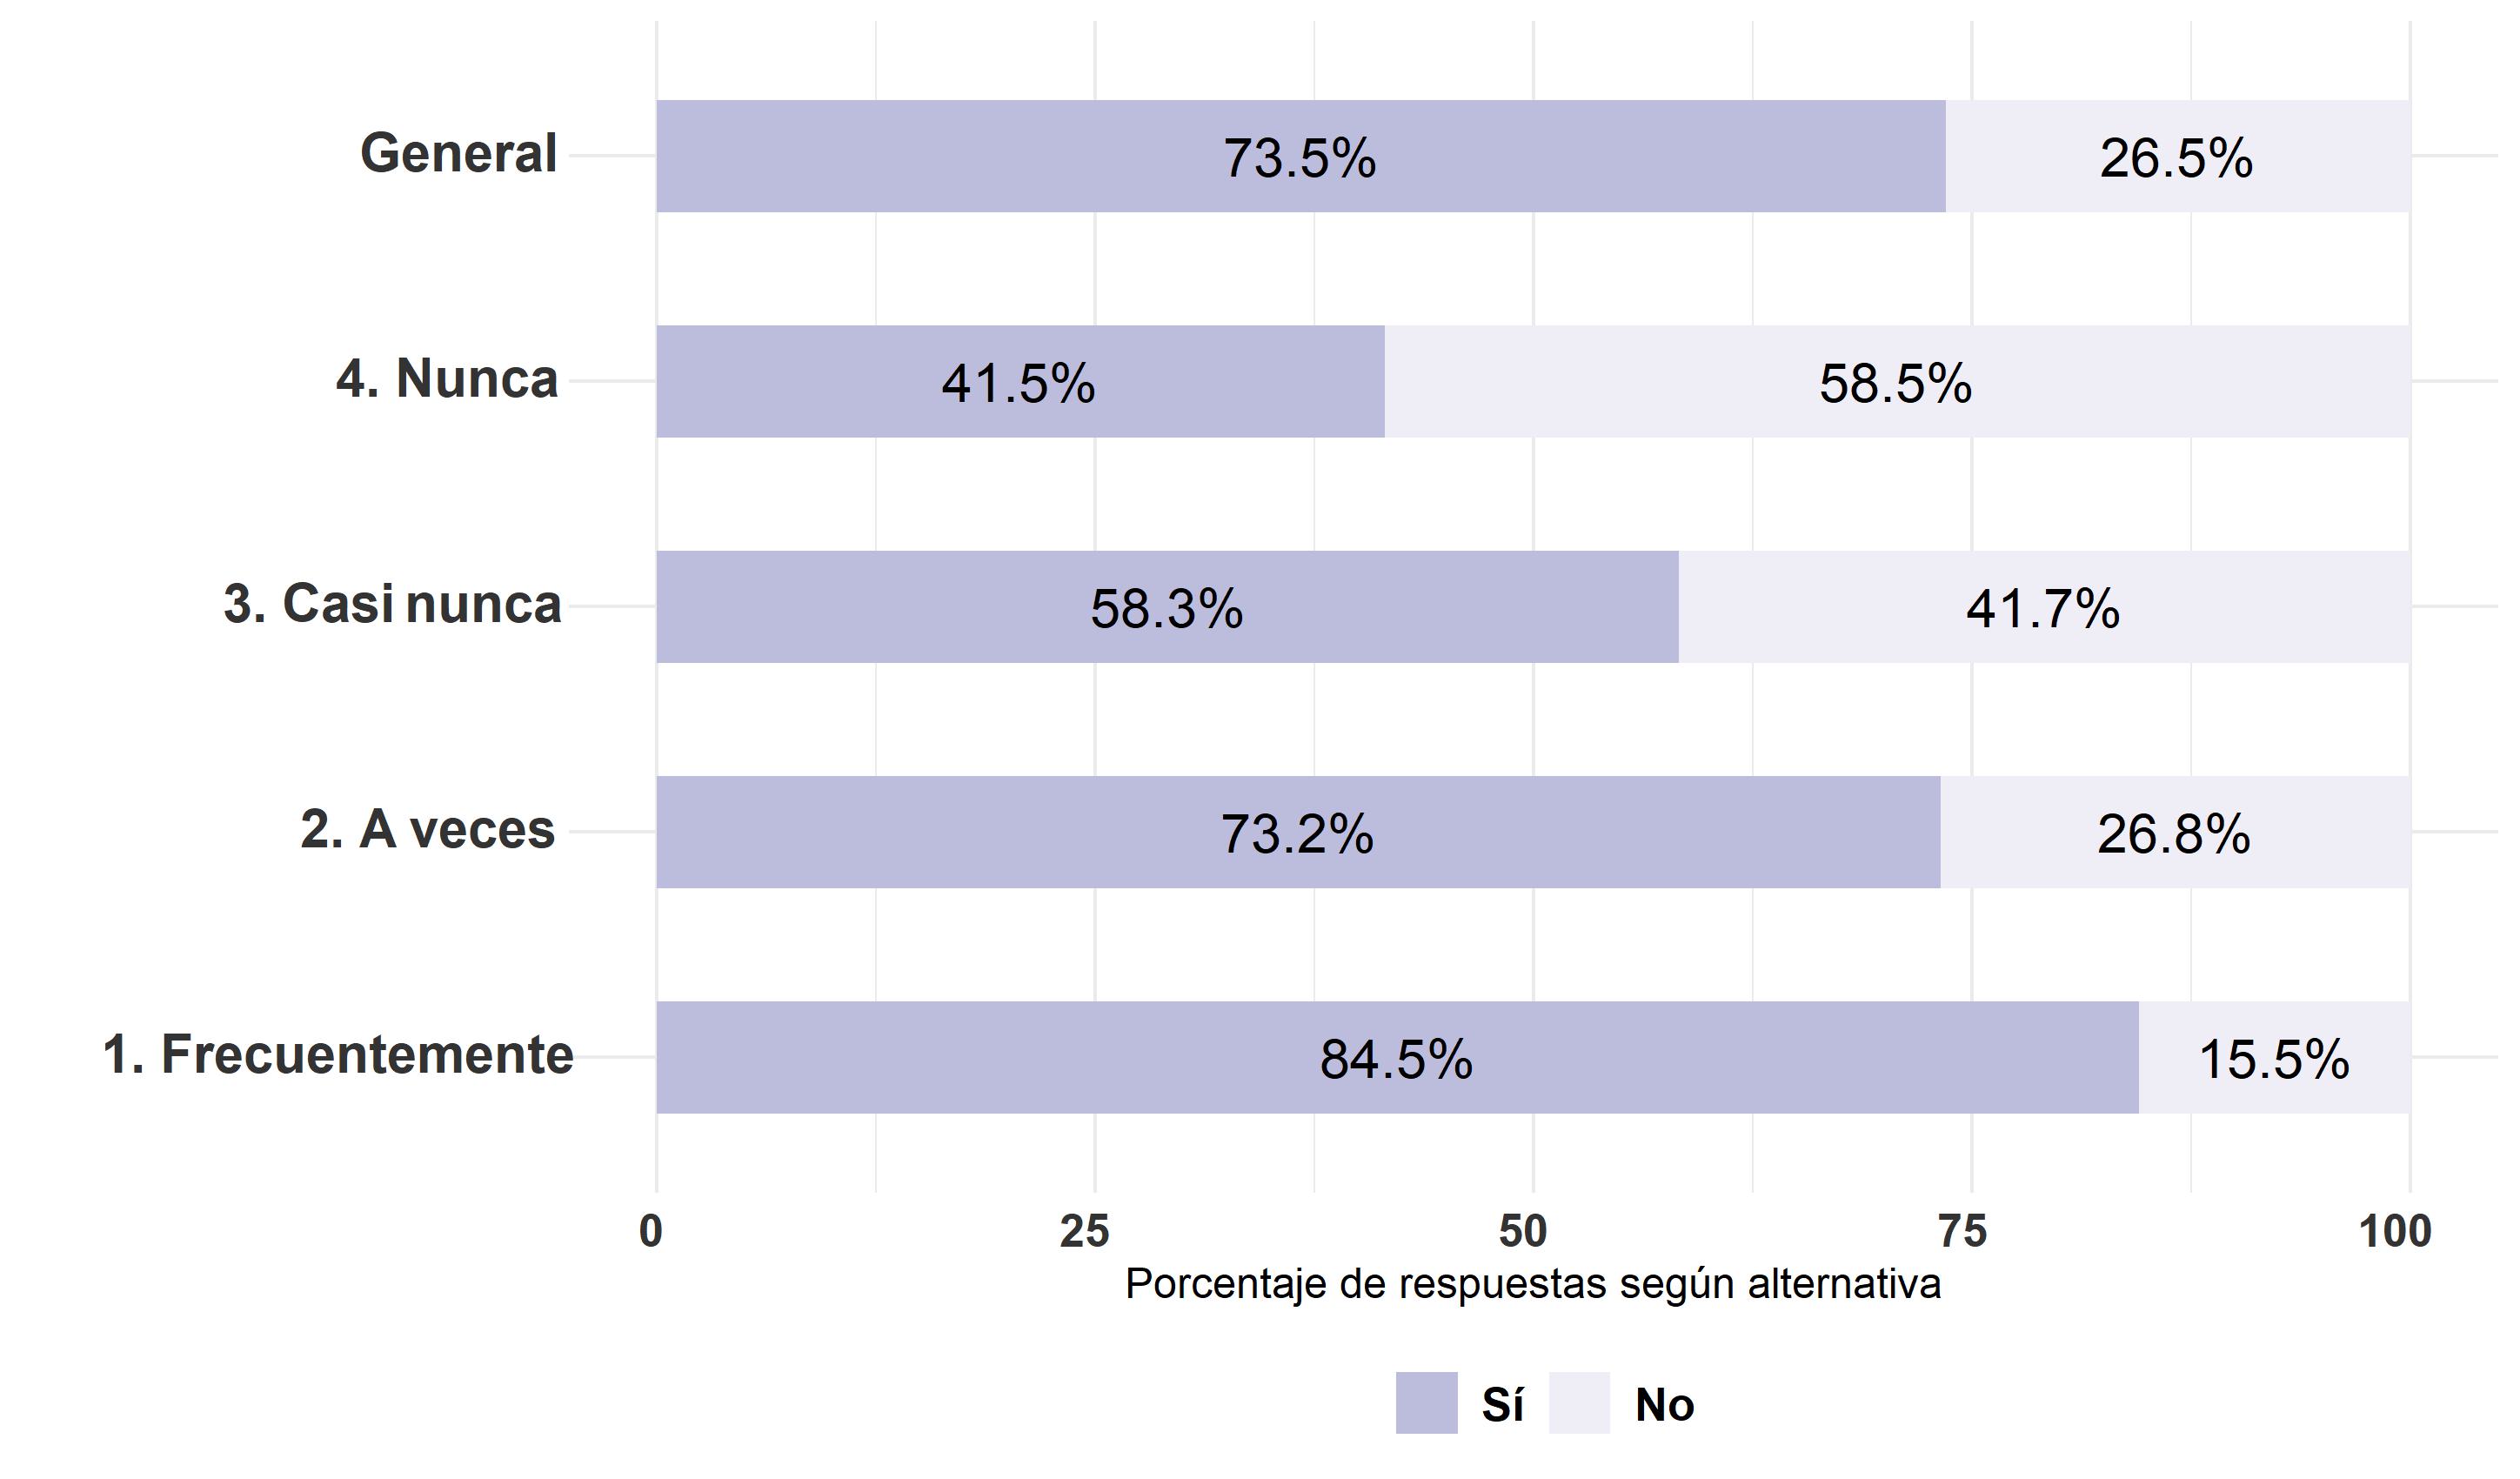 General 73.5% 26.5%
4. Nunca 41.5% 58.5%
3. Casi nunca 58.3% 41.7%
2. A veces 73.2% 26.8%
1. Frecuentemente 84.5% 15.5%
0 25 50 75 100
Porcentaje de respuestas según alternativa
Sí No